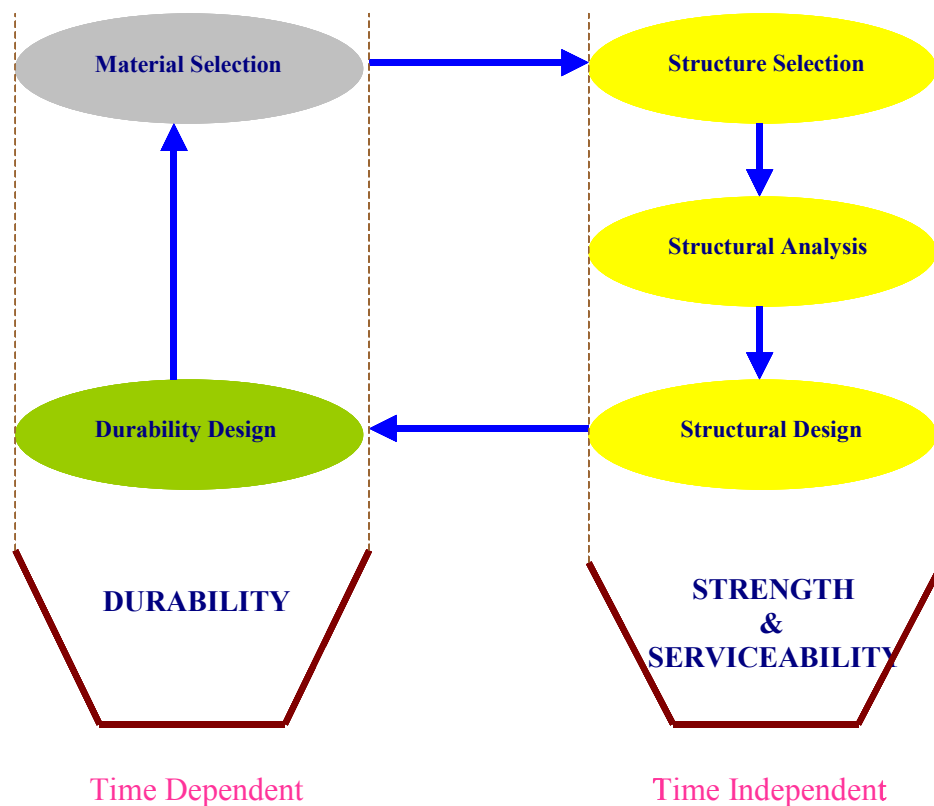 Material Selection
Structure Selection
Structural Analysis
Durability Design
Structural Design
DURABILITY
STRENGTH
&
SERVICEABILITY
Time Dependent
Time Independent